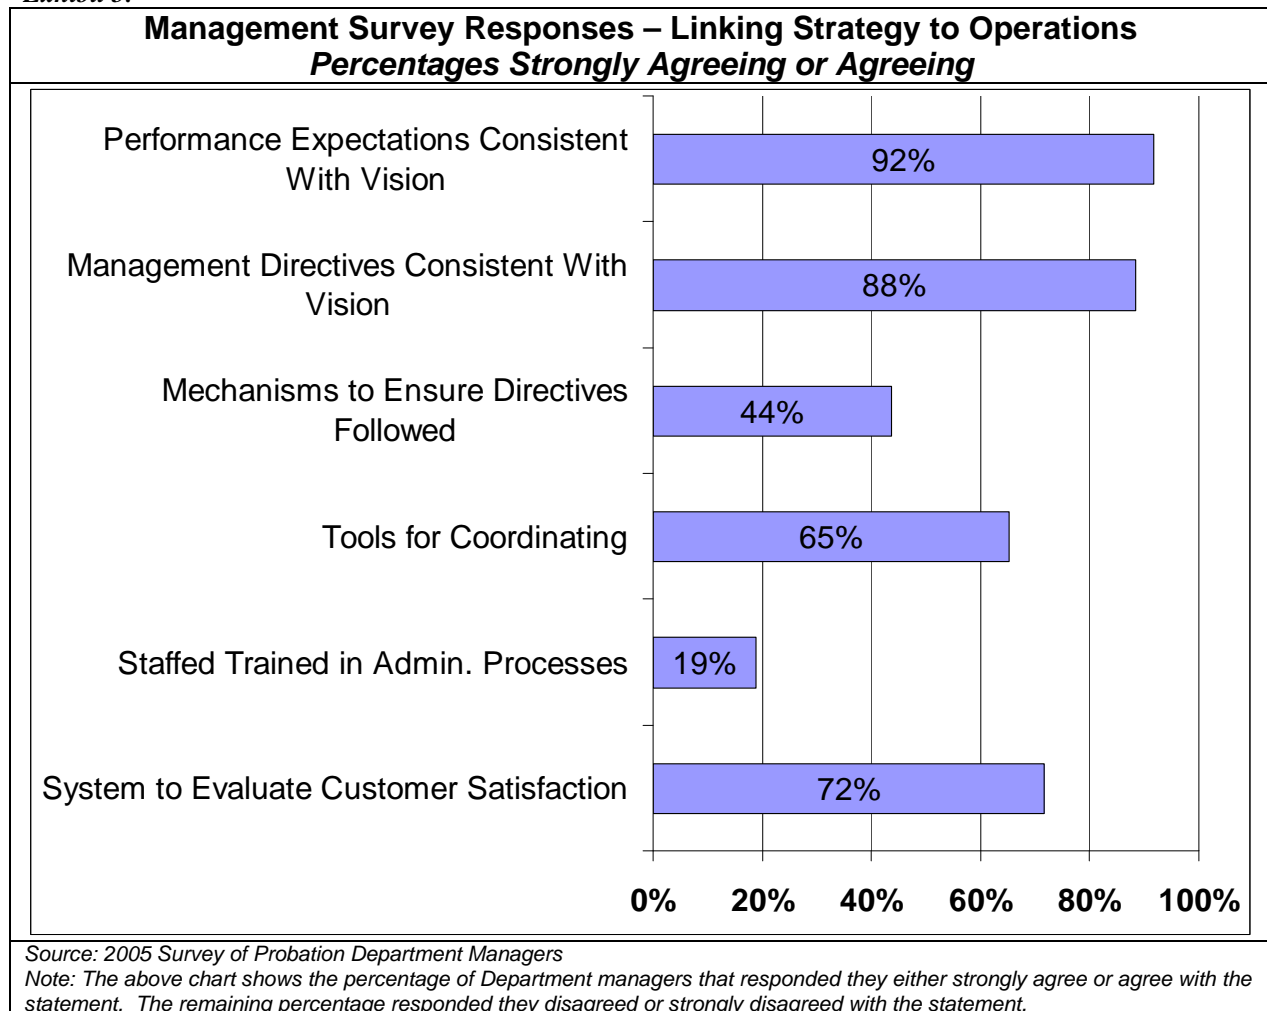 Management Survey Responses – Linking Strategy to Operations
Percentages Strongly Agreeing or Agreeing
Performance Expectations Consistent
With Vision
92%
Management Directives Consistent With
Vision
88%
Mechanisms to Ensure Directives
Followed
44%
Tools for Coordinating
65%
Staffed Trained in Admin. Processes
19%
System to Evaluate Customer Satisfaction
72%
0% 20% 40% 60% 80% 100%
Source: 2005 Survey of Probation Department Managers
Note: The above chart shows the percentage of Department managers that responded they either strongly agree or agree with the
statement. The remaining percentage responded they disagreed or strongly disagreed with the statement.